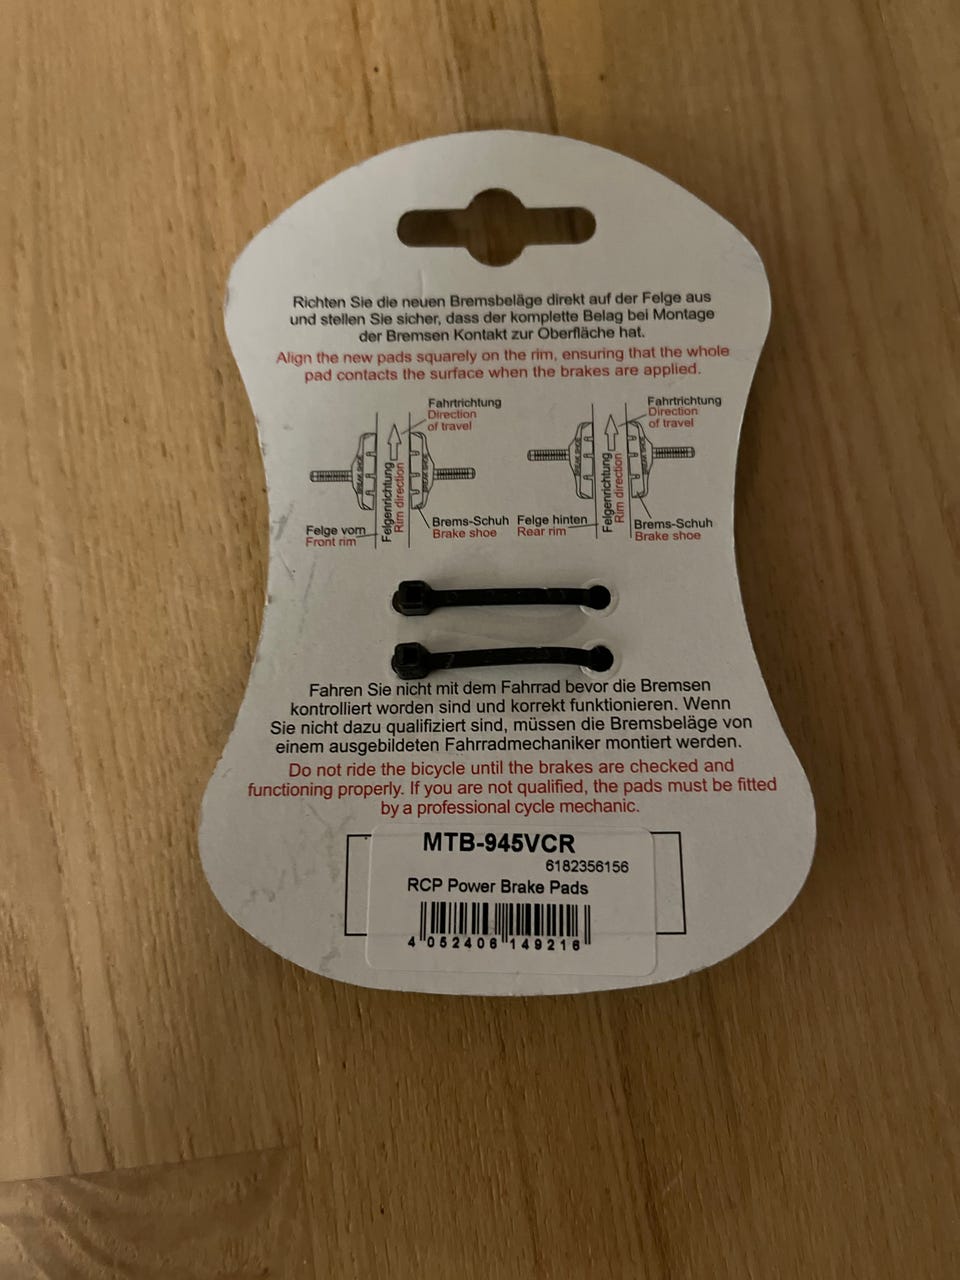 Richten Sie die neuen Bremsbeläge direkt auf der Felge aus
und stellen Sie sicher, dass der komplette Belag bei Montage
der Bremsen Kontakt zur Oberfläche hat.
Align the new pads squarely on the rim, ensuring that the whole
pad contacts the surface when the brakes are applied.
Fahrtrichtung
Direction
of travel
Felgenrichtung
Rim direction
Felge vorn
Front rim
Brems-Schuh
Brake shoe
Fahrtrichtung
Direction
of travel
Felgenrichtung
Rim direction
Felge hinten
Rear rim
Brems-Schuh
Brake shoe
Fahren Sie nicht mit dem Fahrrad bevor die Bremsen
kontrolliert worden sind und korrekt funktionieren. Wenn
Sie nicht dazu qualifiziert sind, müssen die Bremsbeläge von
einem ausgebildeten Fahrradmechaniker montiert werden.
Do not ride the bicycle until the brakes are checked and
functioning properly. If you are not qualified, the pads must be fitted
by a professional cycle mechanic.
MTB-945VCR
6182356156
RCP Power Brake Pads
4 052406 149216